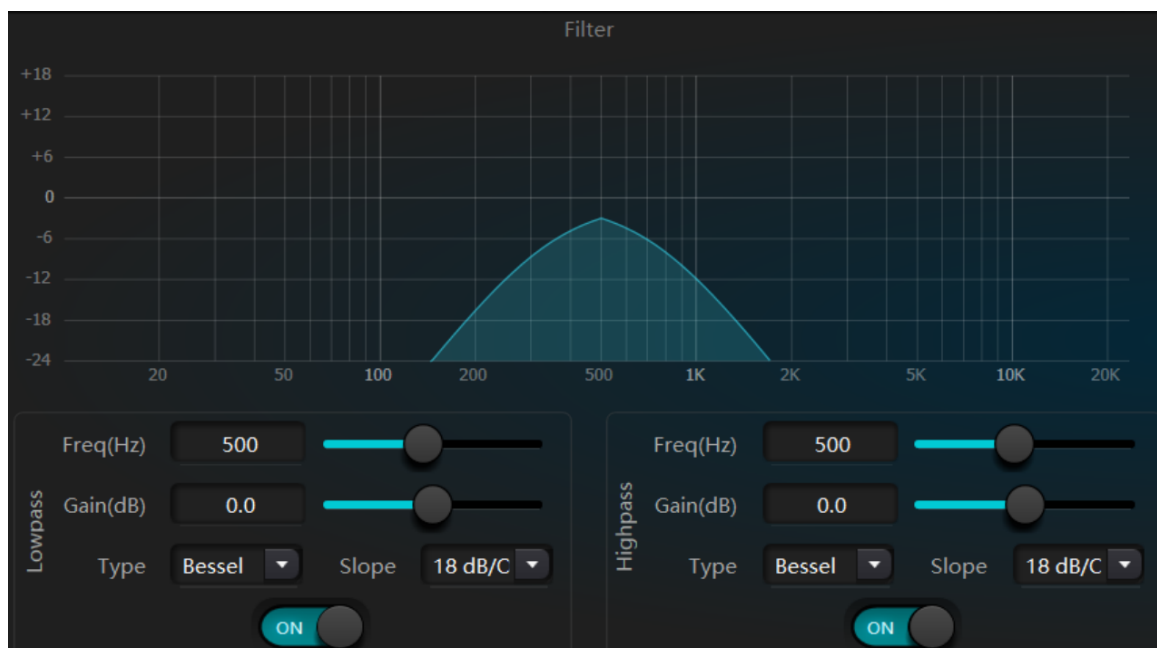 Filter
+18
+12
+6
0
-6
-12
-18
-24
20 50 100 200 500 1K 2K 5K 10K 20K
Lowpass
Freq(Hz) 500
Gain(dB) 0.0
Type Bessel Slope 18 dB/C
ON
Highpass
Freq(Hz) 500
Gain(dB) 0.0
Type Bessel Slope 18 dB/C
ON